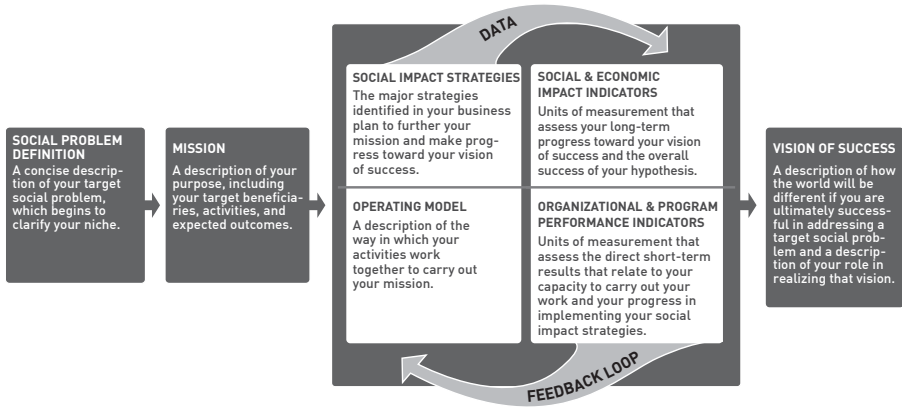 DATA
SOCIAL PROBLEM
DEFINITION
A concise descrip-
tion of your target
social problem,
which begins to
clarify your niche.
MISSION
A description of your
purpose, including
your target beneficia-
ries, activities, and
expected outcomes.
SOCIAL IMPACT STRATEGIES
The major strategies
identified in your business
plan to further your
mission and make prog-
ress toward your vision
of success.
SOCIAL & ECONOMIC
IMPACT INDICATORS
Units of measurement that
assess your long-term
progress toward your vision
of success and the overall
success of your hypothesis.
OPERATING MODEL
A description of the
way in which your
activities work
together to carry out
your mission.
ORGANIZATIONAL & PROGRAM
PERFORMANCE INDICATORS
Units of measurement that
assess the direct short-term
results that relate to your
capacity to carry out your
work and your progress in
implementing your social
impact strategies.
VISION OF SUCCESS
A description of how
the world will be
different if you are
ultimately success-
ful in addressing a
target social prob-
lem and a descrip-
tion of your role in
realizing that vision.
FEEDBACK LOOP